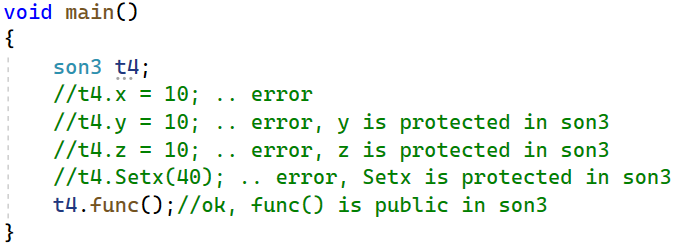 void main()
{
son3 t4;
//t4.x = 10; .. error
//t4.y = 10; .. error, y is protected in son3
//t4.z = 10; .. error, z is protected in son3
//t4.Setx(40); .. error, Setx is protected in son3
t4.func();//ok, func() is public in son3
}